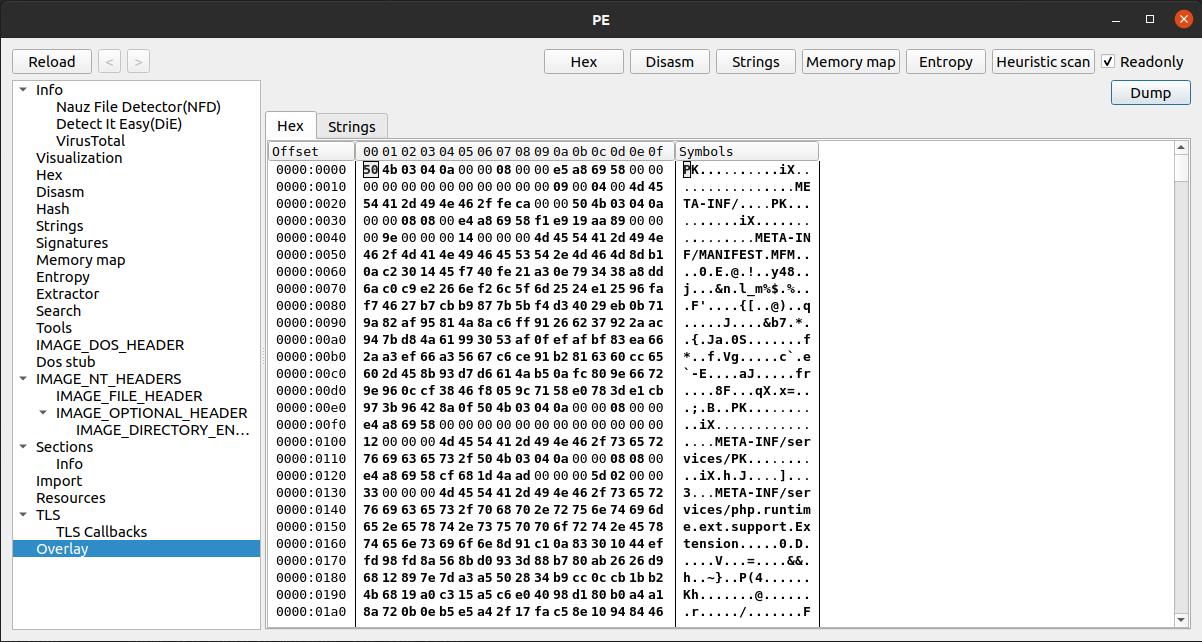 PE
Reload < > Hex Disasm Strings Memory map Entropy Heuristic scan Readonly
Dump
Info
Nauz File Detector(NFD)
Detect It Easy(DiE)
VirusTotal
Visualization
Hex
Disasm
Hash
Strings
Signatures
Memory map
Entropy
Extractor
Search
Tools
IMAGE_DOS_HEADER
Dos stub
IMAGE_NT_HEADERS
IMAGE_FILE_HEADER
IMAGE_OPTIONAL_HEADER
IMAGE_DIRECTORY_EN...
Sections
Info
Import
Resources
TLS
TLS Callbacks
Overlay
Hex Strings
Offset 00 01 02 03 04 05 06 07 08 09 0a 0b 0c 0d 0e 0f Symbols
0000:0000 50 4b 03 04 0a 00 00 08 00 00 e5 a8 69 58 00 00 PK..........iX..
0000:0010 00 00 00 00 00 00 00 00 00 00 09 00 04 00 4d 45 ..............ME
0000:0020 54 41 2d 49 4e 46 2f fe ca 00 00 50 4b 03 04 0a TA-INF/....PK...
0000:0030 00 00 08 08 00 e4 a8 69 58 f1 e9 19 aa 89 00 00 ........iX.......
0000:0040 00 9e 00 00 00 14 00 00 00 4d 45 54 41 2d 49 4e .........META-IN
0000:0050 46 2f 4d 41 4e 49 46 45 53 54 2e 4d 46 4d 8d b1 F/MANIFEST.MFM..
0000:0060 0a c2 30 14 45 f7 40 fe 21 a3 0e 79 34 38 a8 dd ..0.E.@.!..y48..
0000:0070 6a c0 c9 e2 26 6e f2 6c 5f 6d 25 24 e1 25 96 fa j...&n.l_m%$.%..
0000:0080 f7 46 27 b7 cb b9 87 7b 5b f4 d3 40 29 eb 0b 71 .F'....{[..@)..q
0000:0090 9a 82 af 95 81 4a 8a c6 ff 91 26 62 37 92 2a ac .....J....&b7.*.
0000:00a0 94 7b d8 4a 61 99 30 53 af 0f ef af bf 83 ea 66 .{.Ja.0S.......f
0000:00b0 2a a3 ef 66 a3 56 67 c6 ce 91 b2 81 63 60 cc 65 *..f.Vg.....c`.e
0000:00c0 60 2d 45 8b 93 d7 d6 61 4a b5 0a fc 80 9e 66 72 `-E....aJ.....fr
0000:00d0 9e 96 0c cf 38 46 f8 05 9c 71 58 e0 78 3d e1 cb ....8F...qX.x=..
0000:00e0 97 3b 96 42 8a 0f 50 4b 03 04 0a 00 00 08 00 00 .;.B..PK........
0000:00f0 e4 a8 69 58 00 00 00 00 00 00 00 00 00 00 00 00 ..iX............
0000:0100 12 00 00 00 4d 45 54 41 2d 49 4e 46 2f 73 65 72 ....META-INF/ser
0000:0110 76 69 63 65 73 2f 50 4b 03 04 0a 00 00 08 08 00 vices/PK........
0000:0120 e4 a8 69 58 cf 68 1d 4a ad 00 00 00 5d 02 00 00 ..iX.h.J....]...
0000:0130 33 00 00 00 4d 45 54 41 2d 49 4e 46 2f 73 65 72 3...META-INF/ser
0000:0140 76 69 63 65 73 2f 70 68 70 2e 72 75 6e 74 69 6d vices/php.runtim
0000:0150 65 2e 65 78 74 2e 73 75 70 70 6f 72 74 2e 45 78 e.ext.support.Ex
0000:0160 74 65 6e 73 69 6f 6e 8d 91 c1 0a 83 30 10 44 ef tension.....0.D.
0000:0170 fd 98 fd 8a 56 8b d0 93 3d 88 b7 80 ab 26 26 d9 ....V...=....&&.
0000:0180 68 12 89 7e 7d a3 a5 50 28 34 b9 cc 0c cb 1b b2 h..~}..P(4......
0000:0190 4b 68 19 a0 c3 15 a5 c6 e0 40 98 d1 80 b0 a4 a1 Kh.......@......
0000:01a0 8a 72 0b 0e b5 e5 a4 2f 17 fa c5 8e 10 94 84 46 .r...../.......F